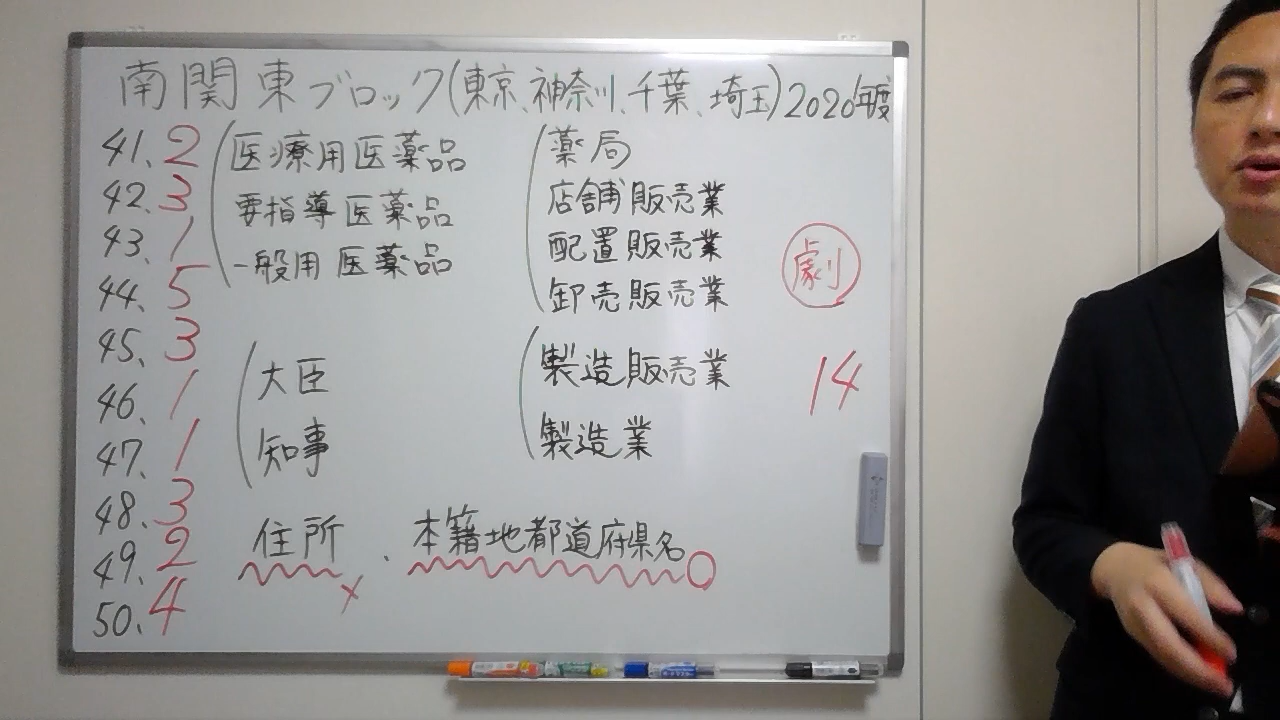 南関東ブロック(東京、神奈川、千葉、埼玉)2020年度
41. 2
42. 3
43. 1
44. 5
45. 3
46. 1
47. 1
48. 3
49. 2
50. 4
医療用医薬品
要指導医薬品
一般用医薬品
大臣
知事
薬局
店舗販売業
配置販売業
卸売販売業
製造販売業
製造業
劇
14
住所 . 本籍地都道府県名
× ○